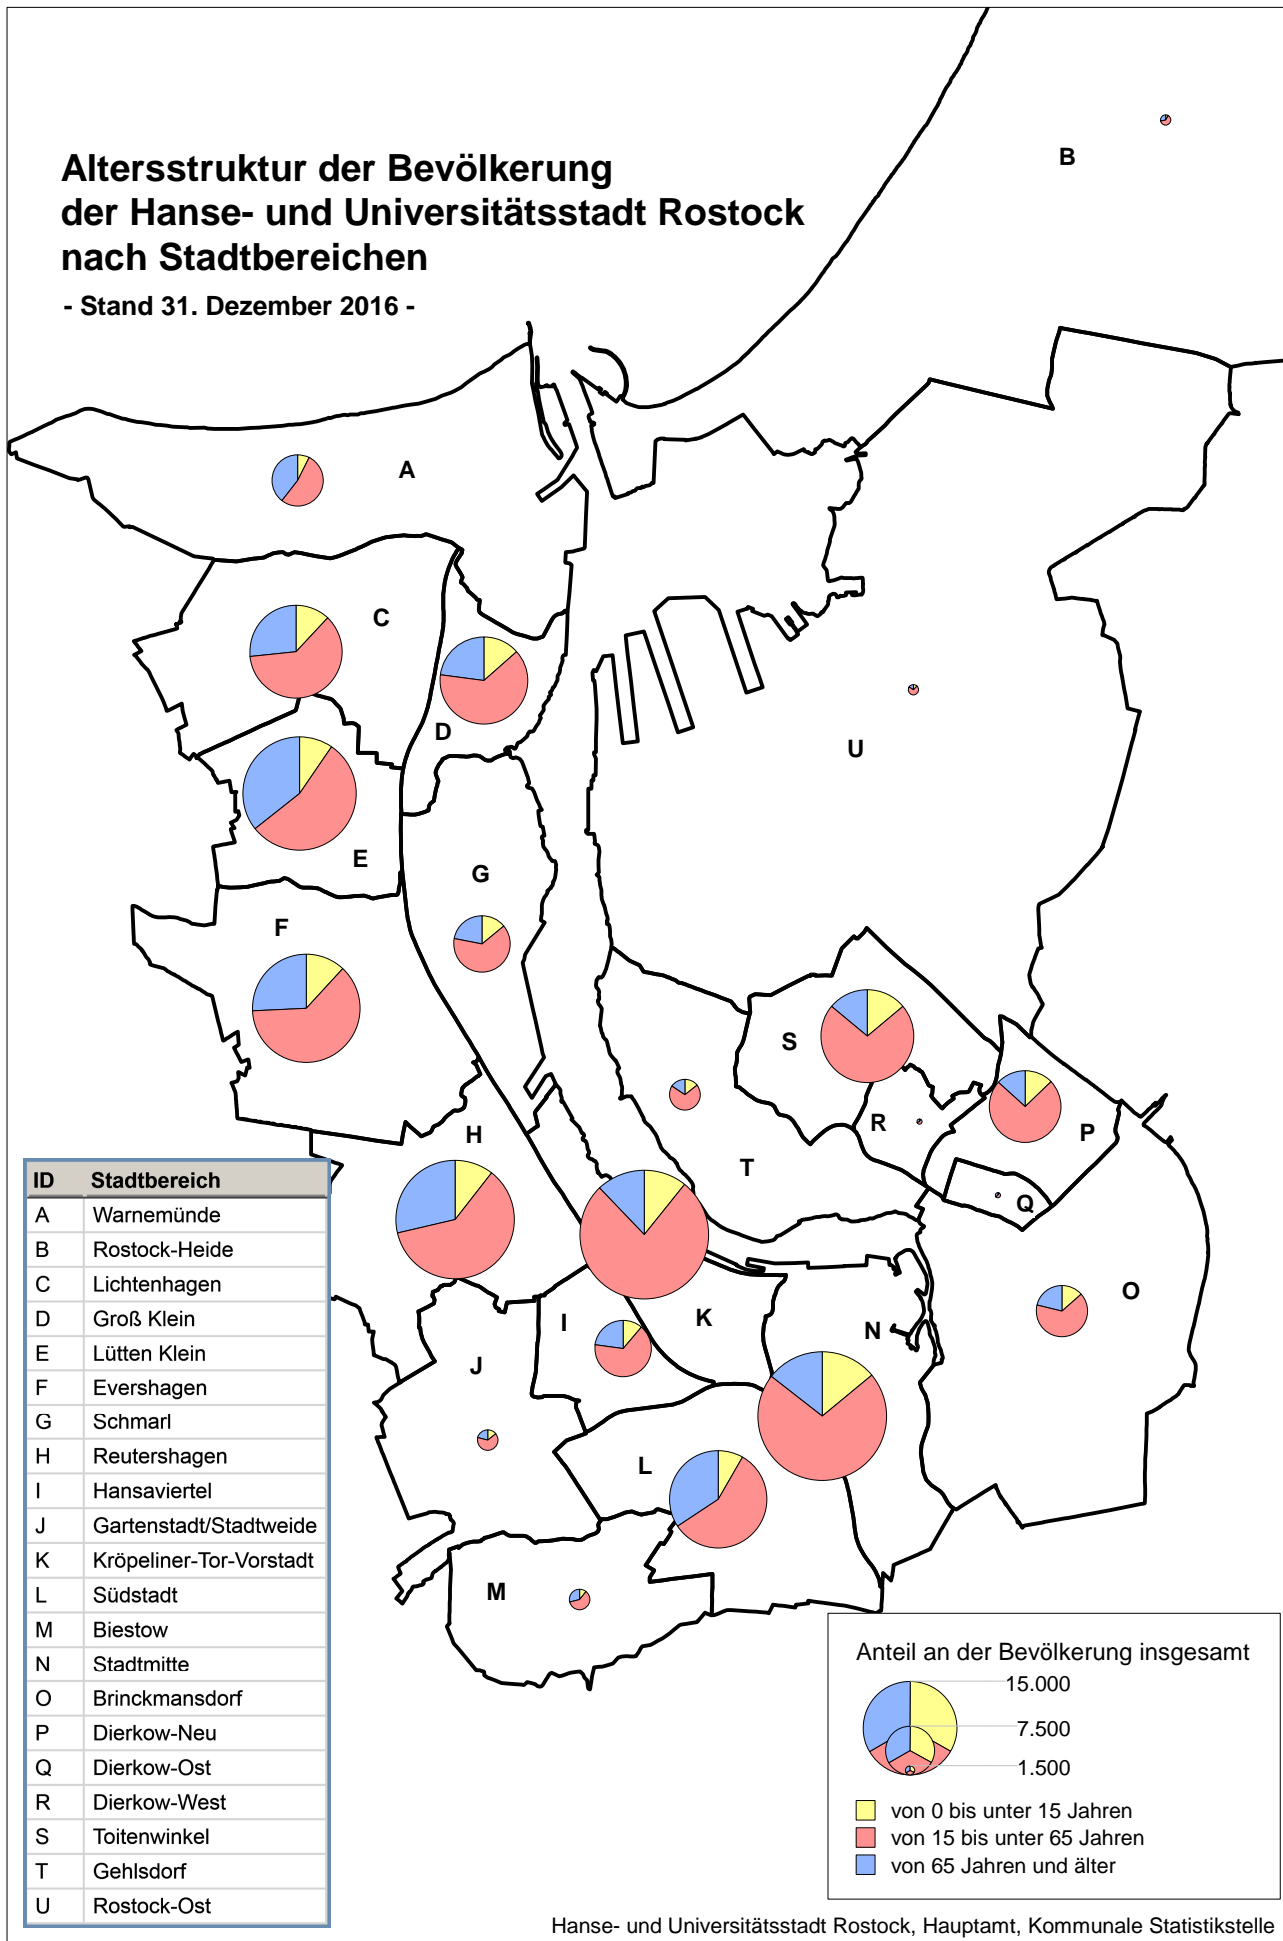 Altersstruktur der Bevölkerung
der Hanse- und Universitätsstadt Rostock
nach Stadtbereichen
- Stand 31. Dezember 2016 -
B
A
C
D
U
E
G
F
S
R
P
H
T
Q
O
I
K
N
J
L
M
ID Stadtbereich
A Warnemünde
B Rostock-Heide
C Lichtenhagen
D Groß Klein
E Lütten Klein
F Evershagen
G Schmarl
H Reutershagen
I Hansaviertel
J Gartenstadt/Stadtweide
K Kröpeliner-Tor-Vorstadt
L Südstadt
M Biestow
N Stadtmitte
O Brinckmansdorf
P Dierkow-Neu
Q Dierkow-Ost
R Dierkow-West
S Toitenwinkel
T Gehlsdorf
U Rostock-Ost
Anteil an der Bevölkerung insgesamt
15.000
7.500
1.500
von 0 bis unter 15 Jahren
von 15 bis unter 65 Jahren
von 65 Jahren und älter
Hanse- und Universitätsstadt Rostock, Hauptamt, Kommunale Statistikstelle